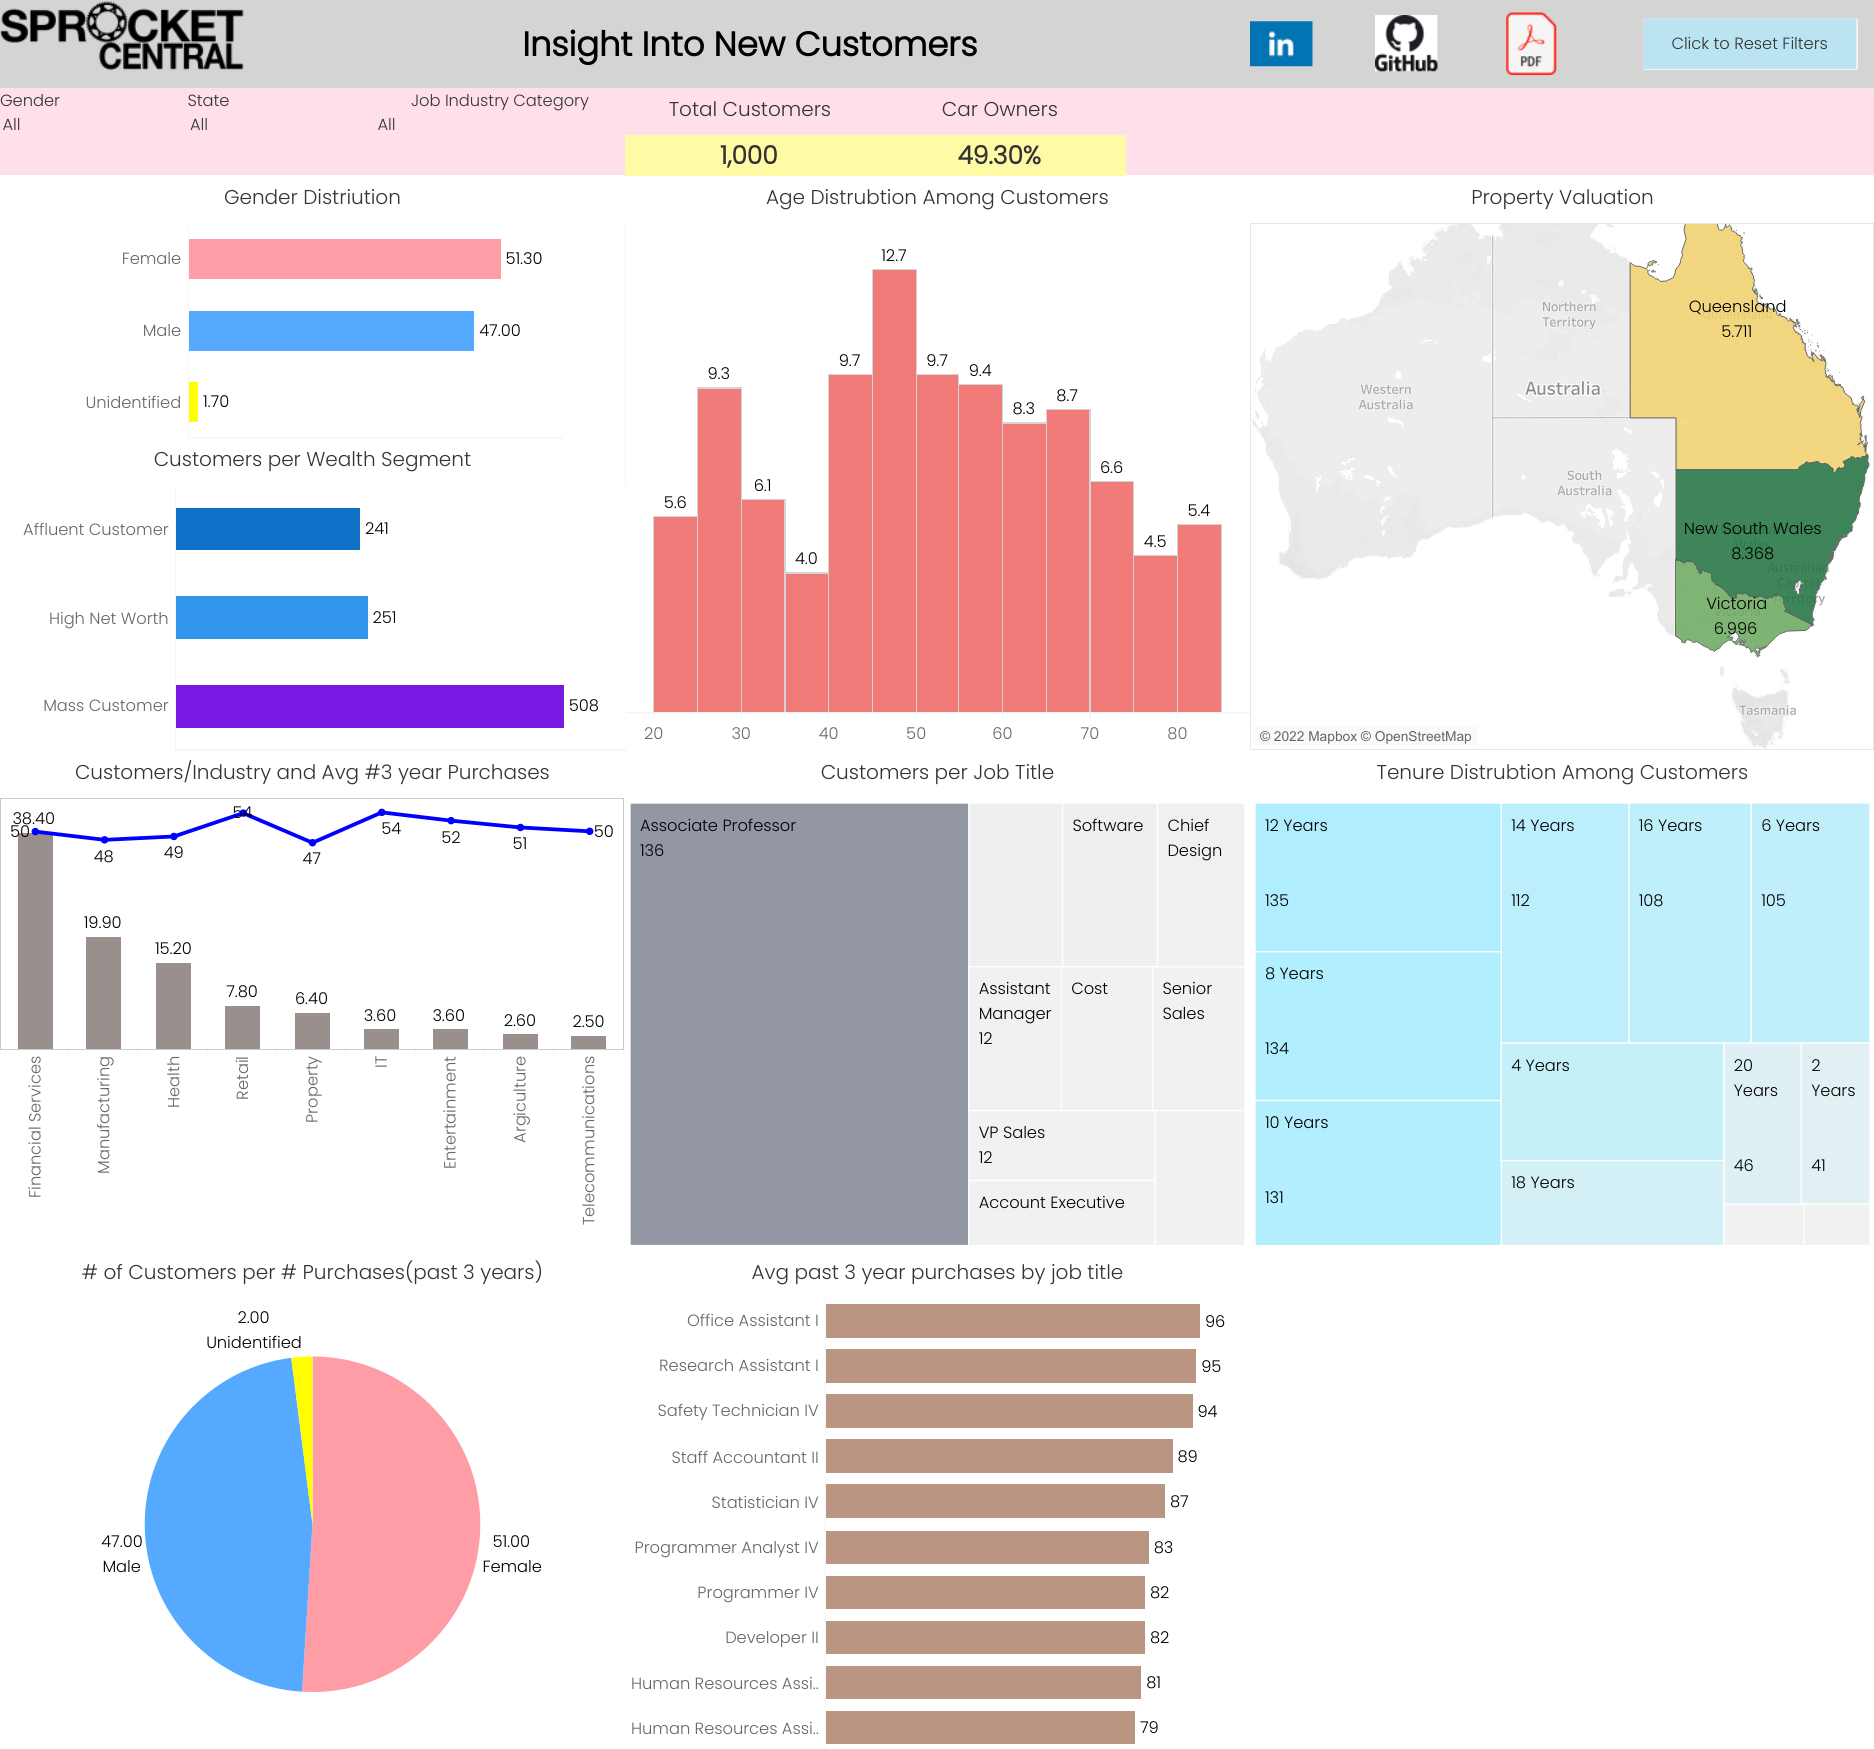 SPROCKET
CENTRAL
Insight Into New Customers
in
GitHub
PDF
Click to Reset Filters
Gender
All
State
All
Job Industry Category
All
Total Customers
1,000
Car Owners
49.30%
Gender Distriution
Female
51.30
Male
47.00
Unidentified
1.70
Customers per Wealth Segment
Affluent Customer
241
High Net Worth
251
Mass Customer
508
Age Distrubtion Among Customers
5.6
9.3
6.1
4.0
9.7
12.7
9.7
9.4
8.3
8.7
6.6
4.5
5.4
20
30
40
50
60
70
80
Property Valuation
Northern
Territory
Queensland
5.711
Western
Australia
Australia
South
Australia
New South Wales
8.368
Australian
Capital
Territory
Victoria
6.996
Tasmania
© 2022 Mapbox © OpenStreetMap
Customers/Industry and Avg #3 year Purchases
38.40
50
48
49
54
47
54
52
51
50
19.90
15.20
7.80
6.40
3.60
3.60
2.60
2.50
Financial Services
Manufacturing
Health
Retail
Property
IT
Entertainment
Argiculture
Telecommunications
Customers per Job Title
Associate Professor
136
Software
Chief
Design
Assistant
Manager
12
Cost
Senior
Sales
VP Sales
12
Account Executive
Tenure Distrubtion Among Customers
12 Years
135
8 Years
134
10 Years
131
14 Years
112
16 Years
108
6 Years
105
4 Years
18 Years
20
Years
46
2
Years
41
# of Customers per # Purchases(past 3 years)
2.00
Unidentified
47.00
Male
51.00
Female
Avg past 3 year purchases by job title
Office Assistant I
96
Research Assistant I
95
Safety Technician IV
94
Staff Accountant II
89
Statistician IV
87
Programmer Analyst IV
83
Programmer IV
82
Developer II
82
Human Resources Assi..
81
Human Resources Assi..
79